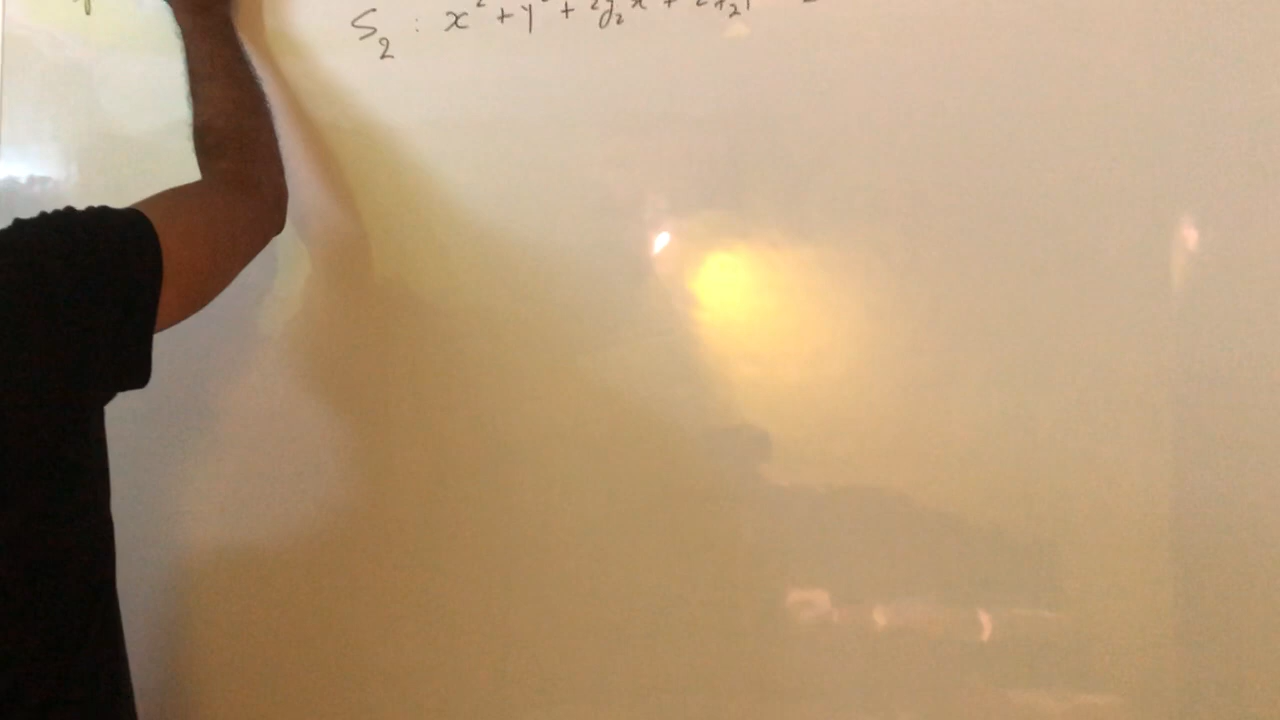 S₂ : x² + y² + 2g₂x + 2f₂y